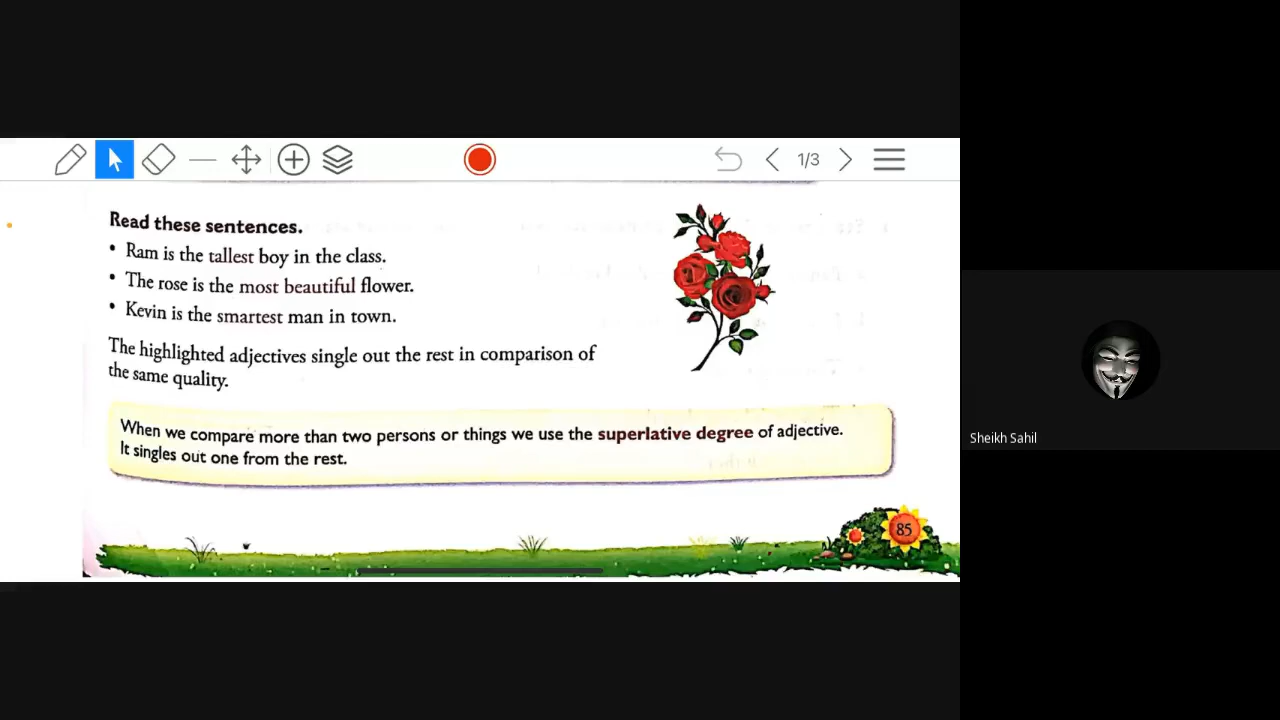 1/3
Read these sentences.
• Ram is the tallest boy in the class.
• The rose is the most beautiful flower.
• Kevin is the smartest man in town.
The highlighted adjectives single out the rest in comparison of
the same quality.
When we compare more than two persons or things we use the superlative degree of adjective.
It singles out one from the rest.
85
Sheikh Sahil